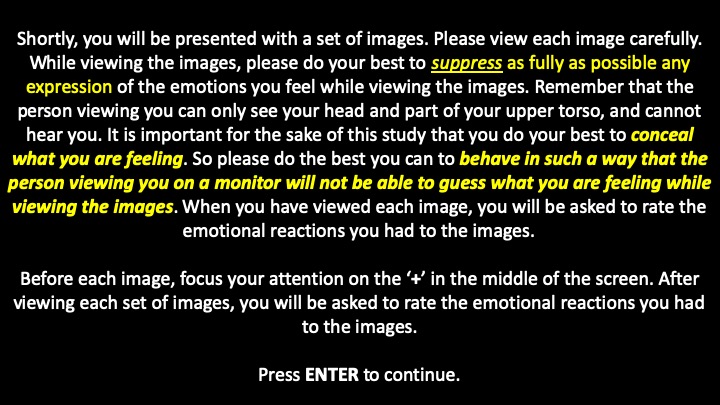 Shortly, you will be presented with a set of images. Please view each image carefully.
While viewing the images, please do your best to suppress as fully as possible any
expression of the emotions you feel while viewing the images. Remember that the
person viewing you can only see your head and part of your upper torso, and cannot
hear you. It is important for the sake of this study that you do your best to conceal
what you are feeling. So please do the best you can to behave in such a way that the
person viewing you on a monitor will not be able to guess what you are feeling while
viewing the images. When you have viewed each image, you will be asked to rate the
emotional reactions you had to the images.
Before each image, focus your attention on the ‘+’ in the middle of the screen. After
viewing each set of images, you will be asked to rate the emotional reactions you had
to the images.
Press ENTER to continue.